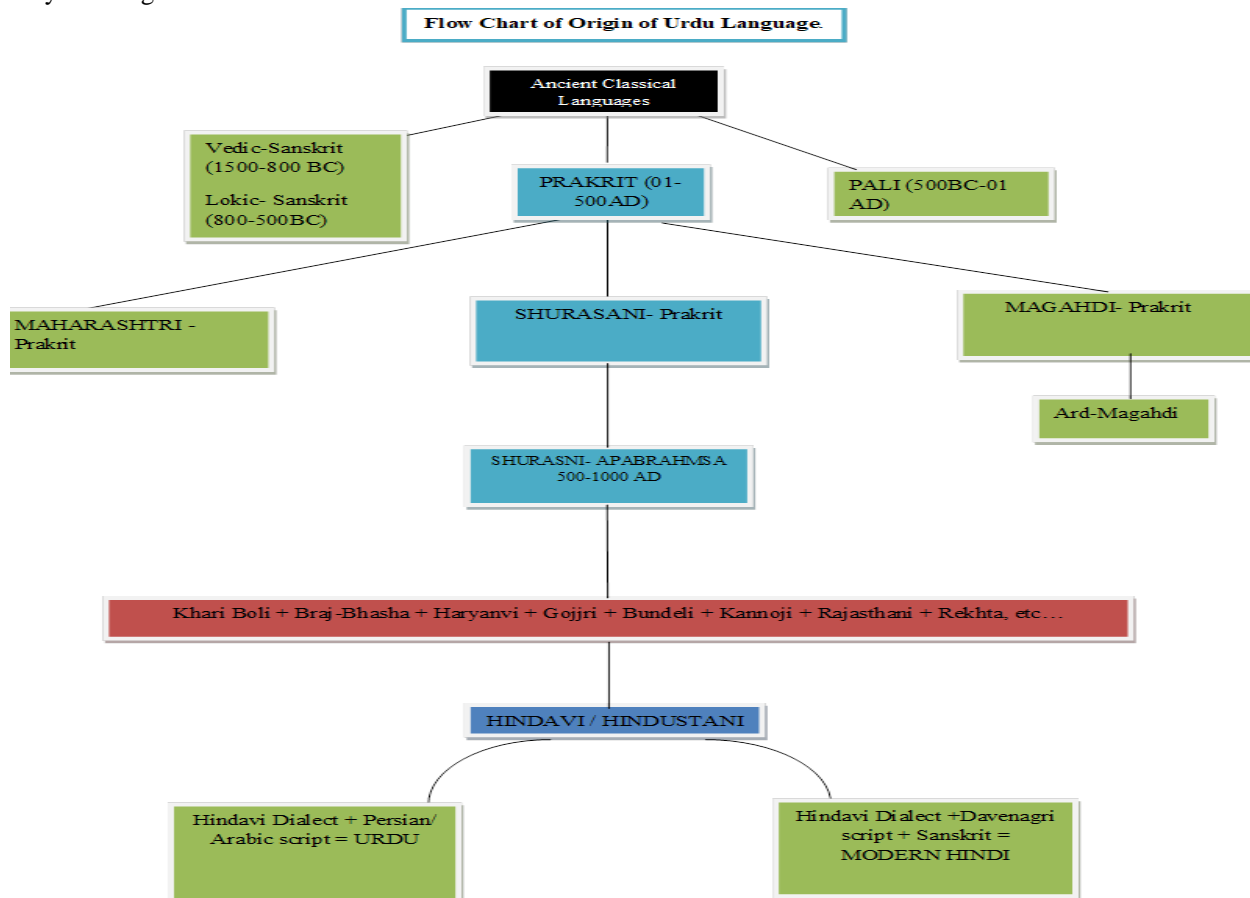 Flow Chart of Origin of Urdu Language.
Ancient Classical
Languages
Vedic-Sanskrit
(1500-800 BC)
Lokic- Sanskrit
(800-500BC)
PRAKRIT (01-
500AD)
PALI (500BC-01
AD)
MAHARASHTRI -
Prakrit
SHURASANI- Prakrit
MAGAHDI- Prakrit
Ard-Magahdi
SHURASNI- APABRAHMSA
500-1000 AD
Khari Boli + Braj-Bhasha + Haryanvi + Gojjri + Bundeli + Kannoji + Rajasthani + Rekhta, etc…
HINDAVI / HINDUSTANI
Hindavi Dialect + Persian/
Arabic script = URDU
Hindavi Dialect +Davenagri
script + Sanskrit =
MODERN HINDI